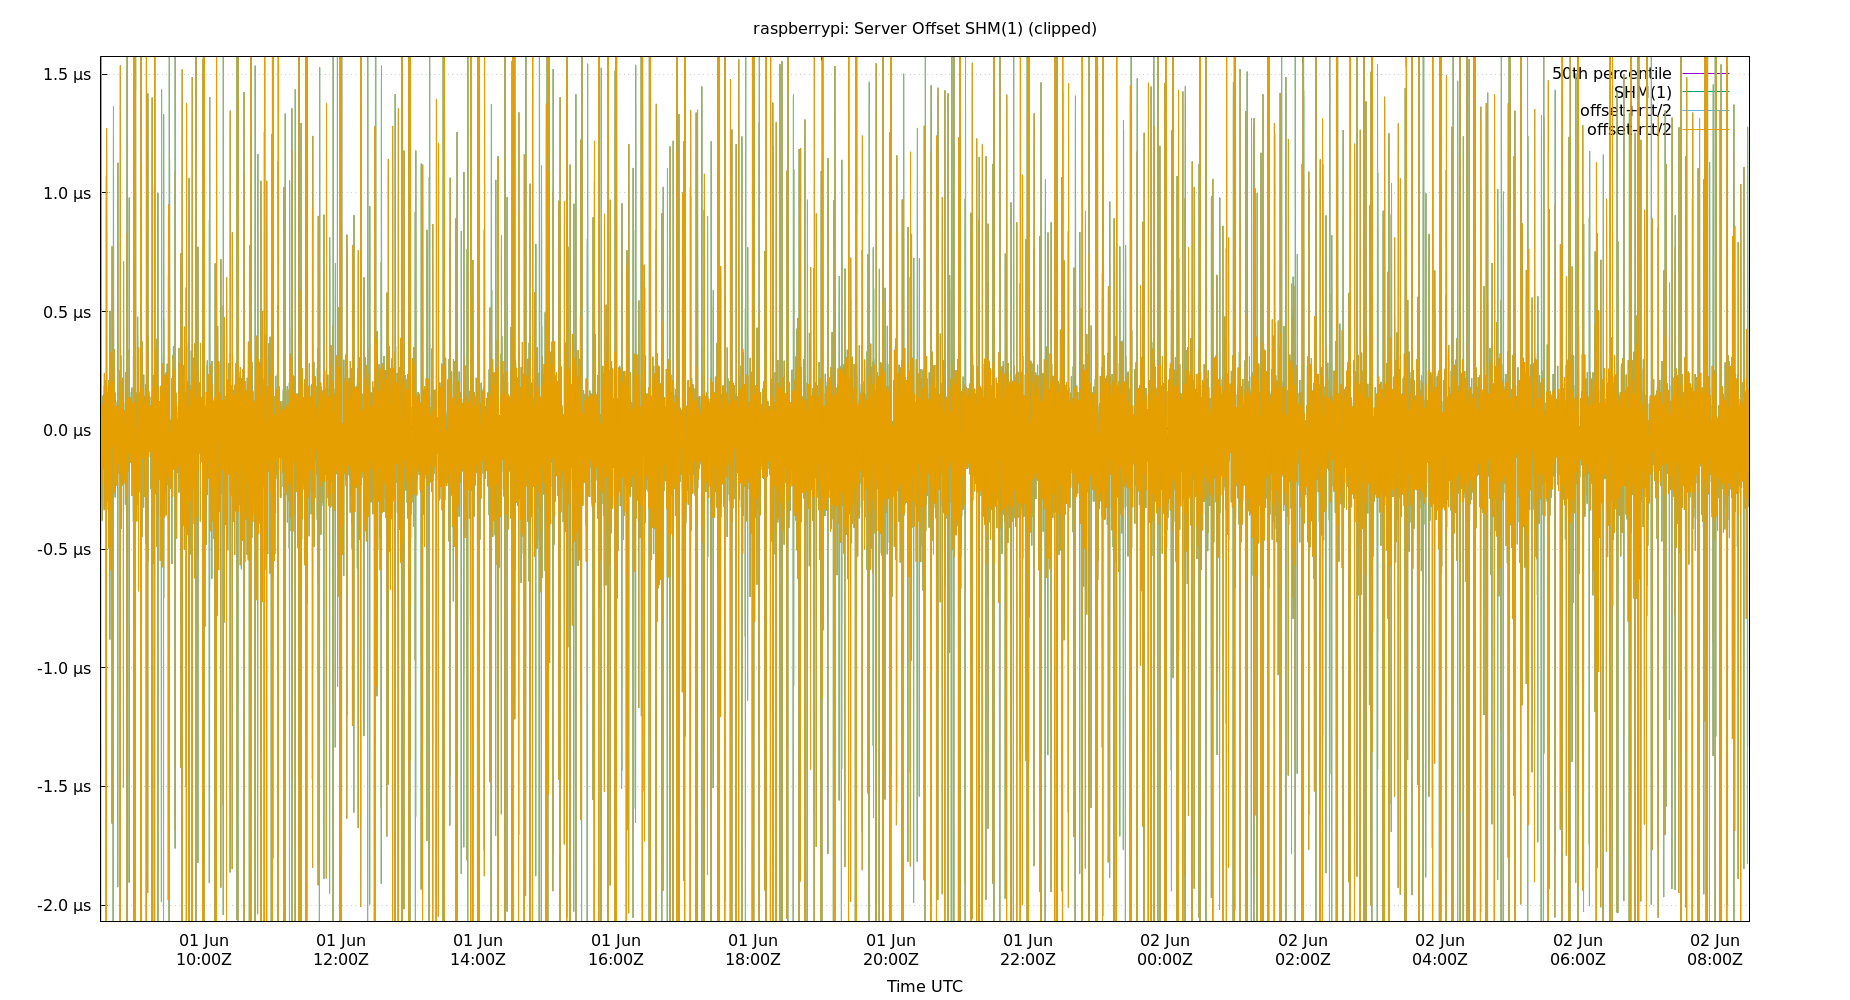 raspberrypi: Server Offset SHM(1) (clipped)
50th percentile
SHM(1)
offset+rtt/2
offset-rtt/2
1.5 µs
1.0 µs
0.5 µs
0.0 µs
-0.5 µs
-1.0 µs
-1.5 µs
-2.0 µs
01 Jun 01 Jun 01 Jun 01 Jun 01 Jun 01 Jun 01 Jun 02 Jun 02 Jun 02 Jun 02 Jun 02 Jun
10:00Z 12:00Z 14:00Z 16:00Z 18:00Z 20:00Z 22:00Z 00:00Z 02:00Z 04:00Z 06:00Z 08:00Z
Time UTC